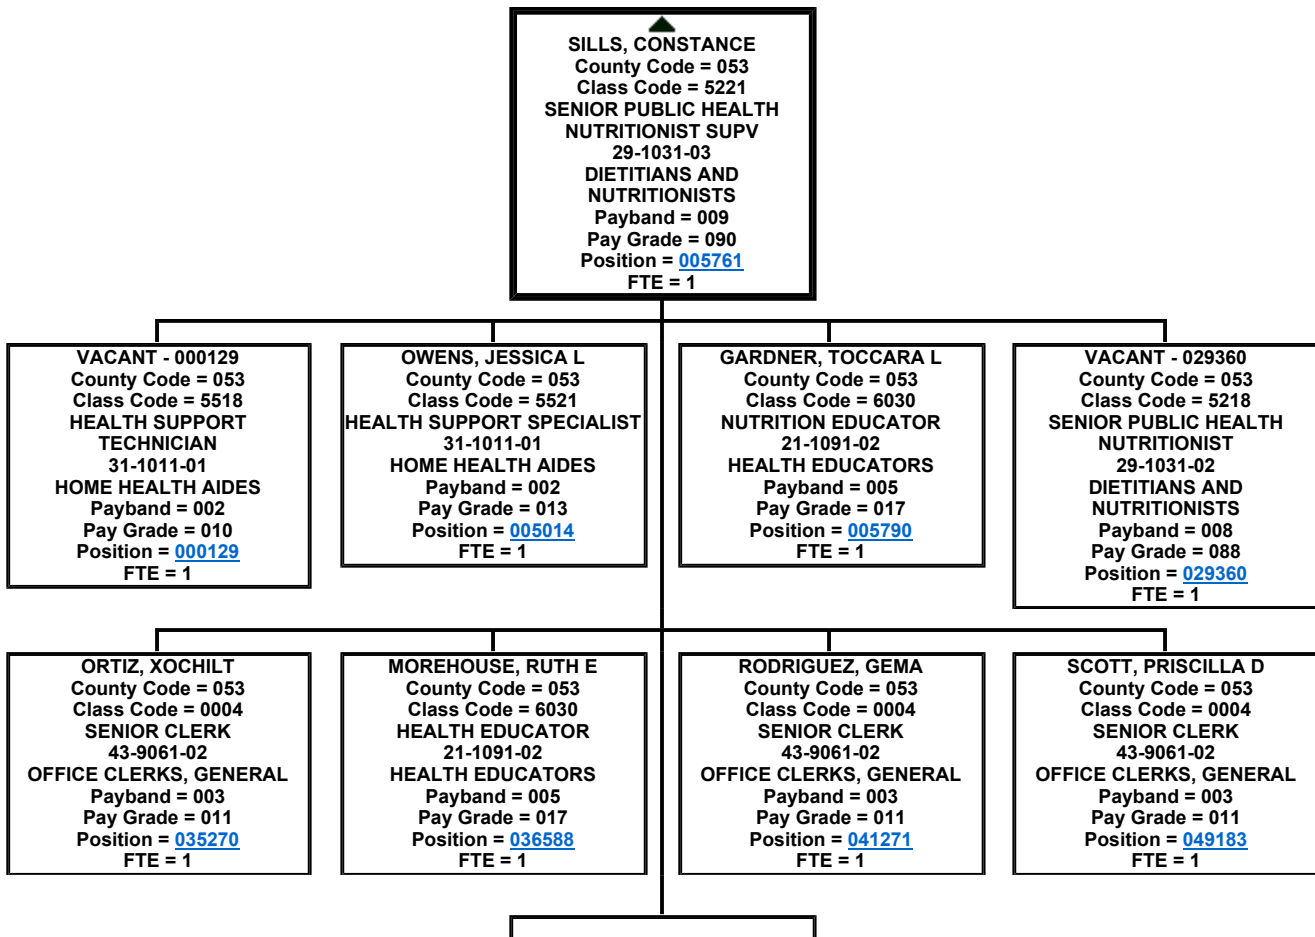 SILLS, CONSTANCE
County Code = 053
Class Code = 5221
SENIOR PUBLIC HEALTH
NUTRITIONIST SUPV
29-1031-03
DIETITIANS AND
NUTRITIONISTS
Payband = 009
Pay Grade = 090
Position = 005761
FTE = 1
VACANT - 000129
County Code = 053
Class Code = 5518
HEALTH SUPPORT
TECHNICIAN
31-1011-01
HOME HEALTH AIDES
Payband = 002
Pay Grade = 010
Position = 000129
FTE = 1
OWENS, JESSICA L
County Code = 053
Class Code = 5521
HEALTH SUPPORT SPECIALIST
31-1011-01
HOME HEALTH AIDES
Payband = 002
Pay Grade = 013
Position = 005014
FTE = 1
GARDNER, TOCCARA L
County Code = 053
Class Code = 6030
NUTRITION EDUCATOR
21-1091-02
HEALTH EDUCATORS
Payband = 005
Pay Grade = 017
Position = 005790
FTE = 1
VACANT - 029360
County Code = 053
Class Code = 5218
SENIOR PUBLIC HEALTH
NUTRITIONIST
29-1031-02
DIETITIANS AND
NUTRITIONISTS
Payband = 008
Pay Grade = 088
Position = 029360
FTE = 1
ORTIZ, XOCHILT
County Code = 053
Class Code = 0004
SENIOR CLERK
43-9061-02
OFFICE CLERKS, GENERAL
Payband = 003
Pay Grade = 011
Position = 035270
FTE = 1
MOREHOUSE, RUTH E
County Code = 053
Class Code = 6030
HEALTH EDUCATOR
21-1091-02
HEALTH EDUCATORS
Payband = 005
Pay Grade = 017
Position = 036588
FTE = 1
RODRIGUEZ, GEMA
County Code = 053
Class Code = 0004
SENIOR CLERK
43-9061-02
OFFICE CLERKS, GENERAL
Payband = 003
Pay Grade = 011
Position = 041271
FTE = 1
SCOTT, PRISCILLA D
County Code = 053
Class Code = 0004
SENIOR CLERK
43-9061-02
OFFICE CLERKS, GENERAL
Payband = 003
Pay Grade = 011
Position = 049183
FTE = 1